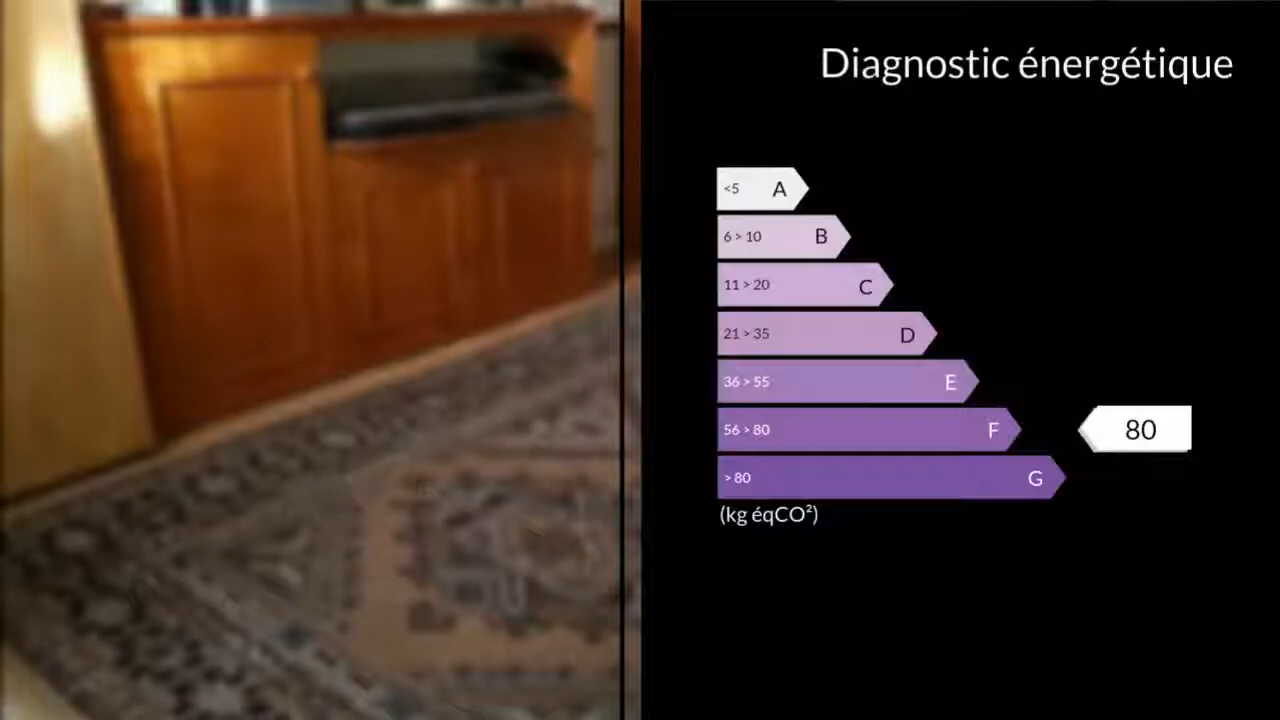 Diagnostic énergétique
<5 A
6 > 10 B
11 > 20 C
21 > 35 D
36 > 55 E
56 > 80 F 80
> 80 G
(kg éqCO²)